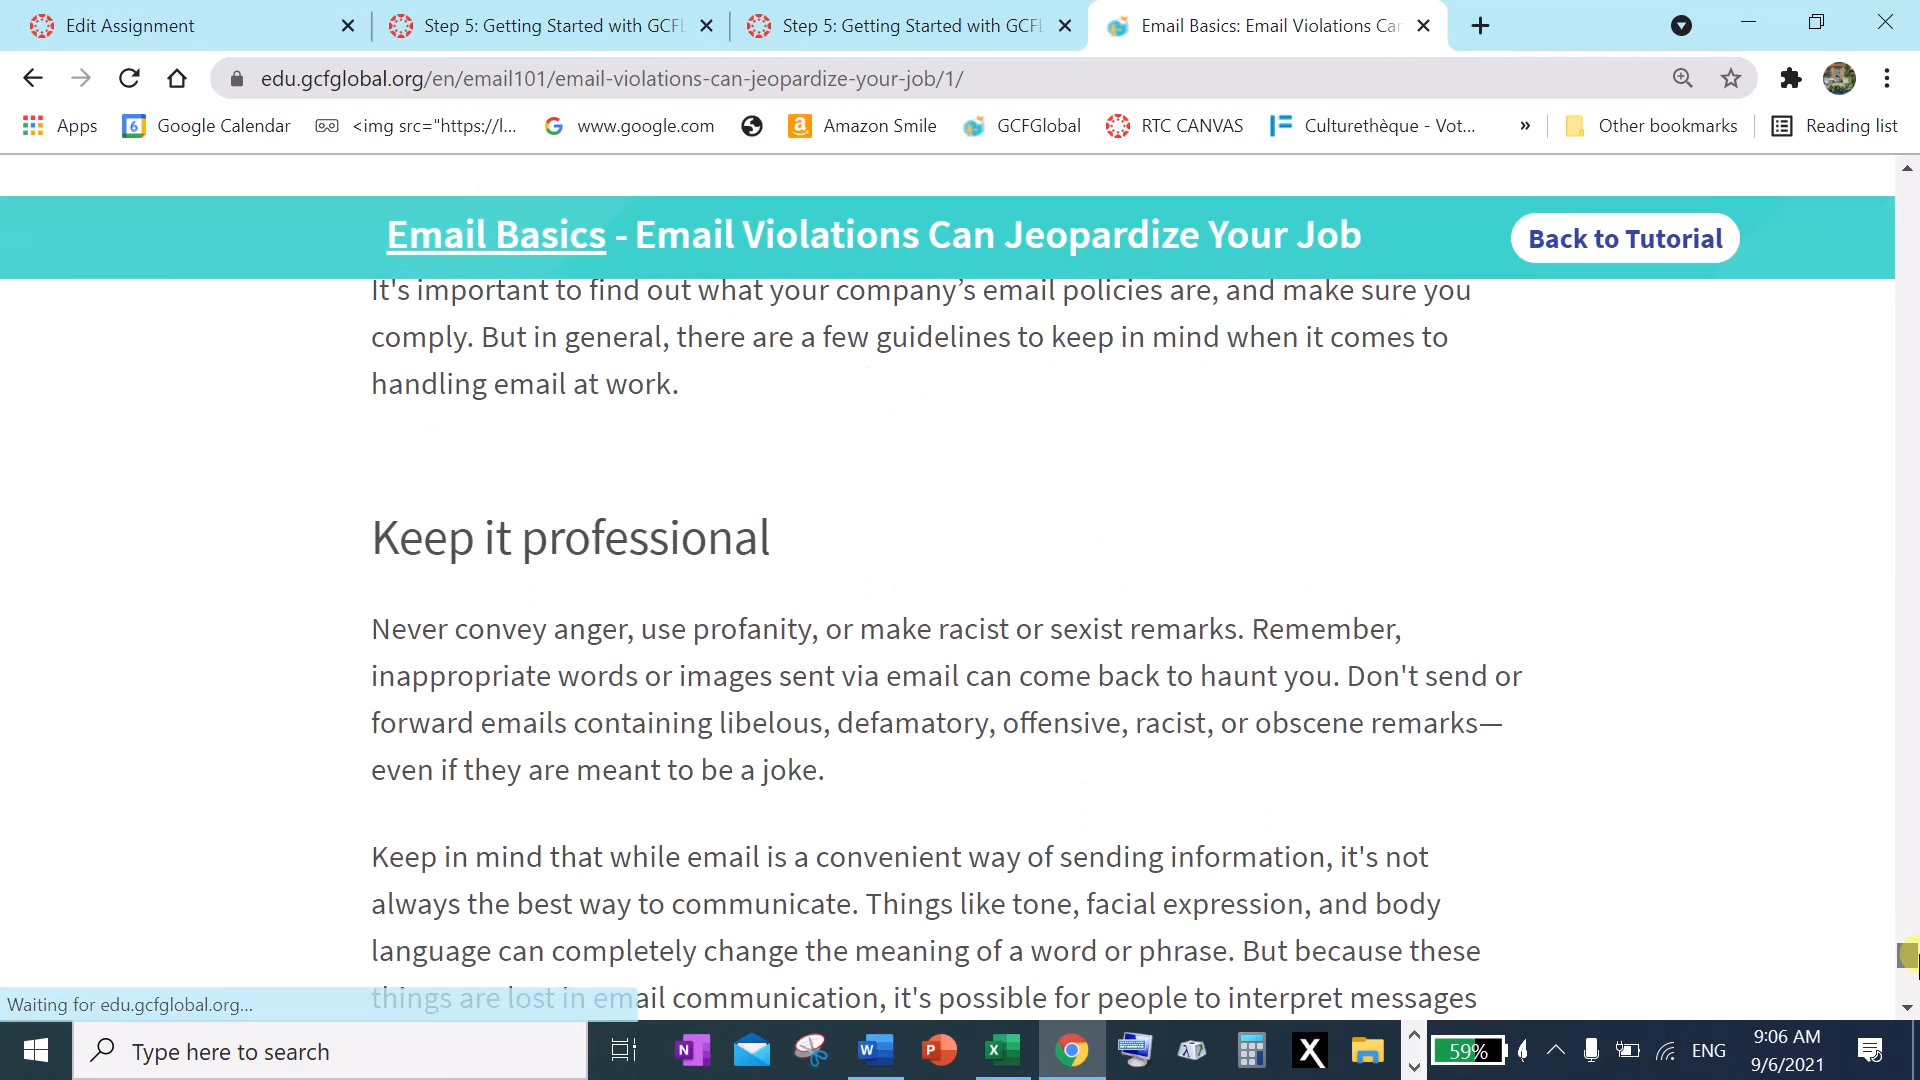 Edit Assignment
Step 5: Getting Started with GCFL
Step 5: Getting Started with GCFL
Email Basics: Email Violations Can
edu.gcfglobal.org/en/email101/email-violations-can-jeopardize-your-job/1/
Apps
6
Google Calendar
<img src="https://l...
www.google.com
Amazon Smile
GCFGlobal
RTC CANVAS
Culturethèque - Vot...
»
Other bookmarks
Reading list
Email Basics - Email Violations Can Jeopardize Your Job
Back to Tutorial
It's important to find out what your company’s email policies are, and make sure you
comply. But in general, there are a few guidelines to keep in mind when it comes to
handling email at work.
Keep it professional
Never convey anger, use profanity, or make racist or sexist remarks. Remember,
inappropriate words or images sent via email can come back to haunt you. Don't send or
forward emails containing libelous, defamatory, offensive, racist, or obscene remarks—
even if they are meant to be a joke.
Keep in mind that while email is a convenient way of sending information, it's not
always the best way to communicate. Things like tone, facial expression, and body
language can completely change the meaning of a word or phrase. But because these
things are lost in email communication, it's possible for people to interpret messages
Waiting for edu.gcfglobal.org...
Type here to search
59%
ENG
9:06 AM
9/6/2021